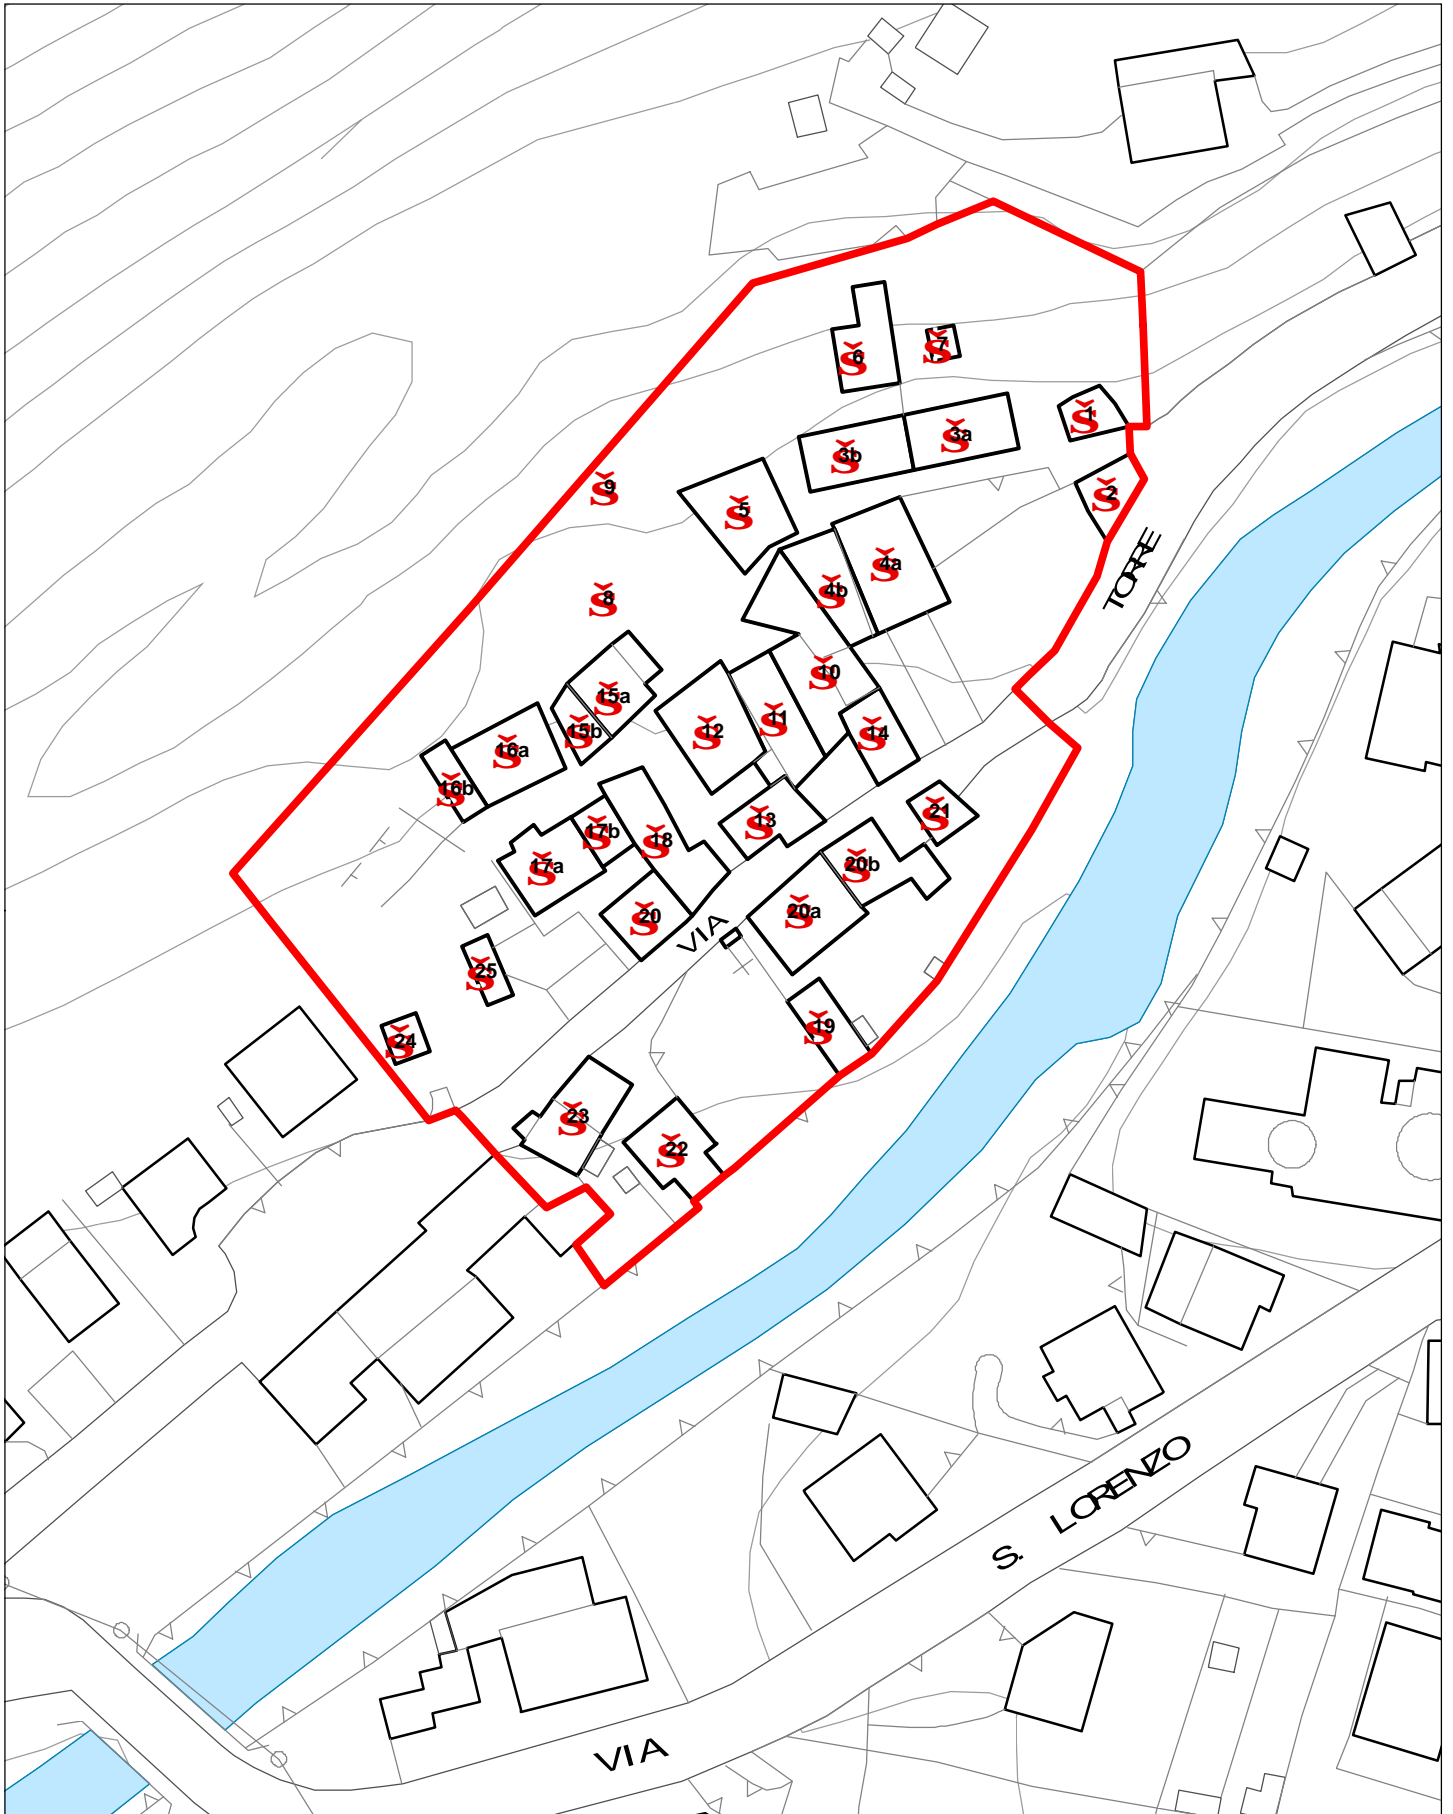 š 6
š 7
š 1
š 3a
š 3b
š 9
š 2
š 5
š 4a
š 4b
š 8
TORRE
š 10
š 15a
š 11
š 15b
š 12
š 14
š 16a
š 16b
š 21
š 13
š 17b
š 18
š 17a
š 20b
š 20a
š 20
VIA
š 25
š 19
š 24
š 23
š 22
S. LORENZO
VIA